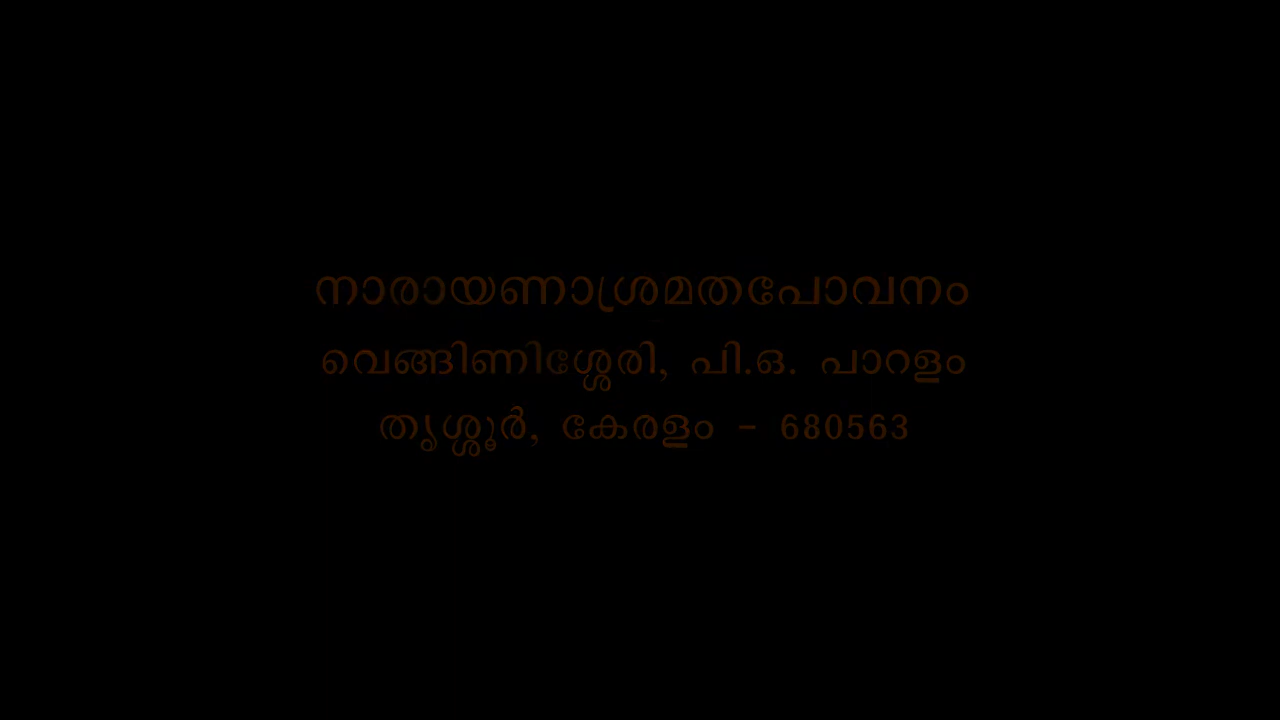 നാരായണാശ്രമതപോവനം
വെങ്ങിണിശ്ശേരി, പി.ഒ. പാറളം
തൃശ്ശൂർ, കേരളം - 680563